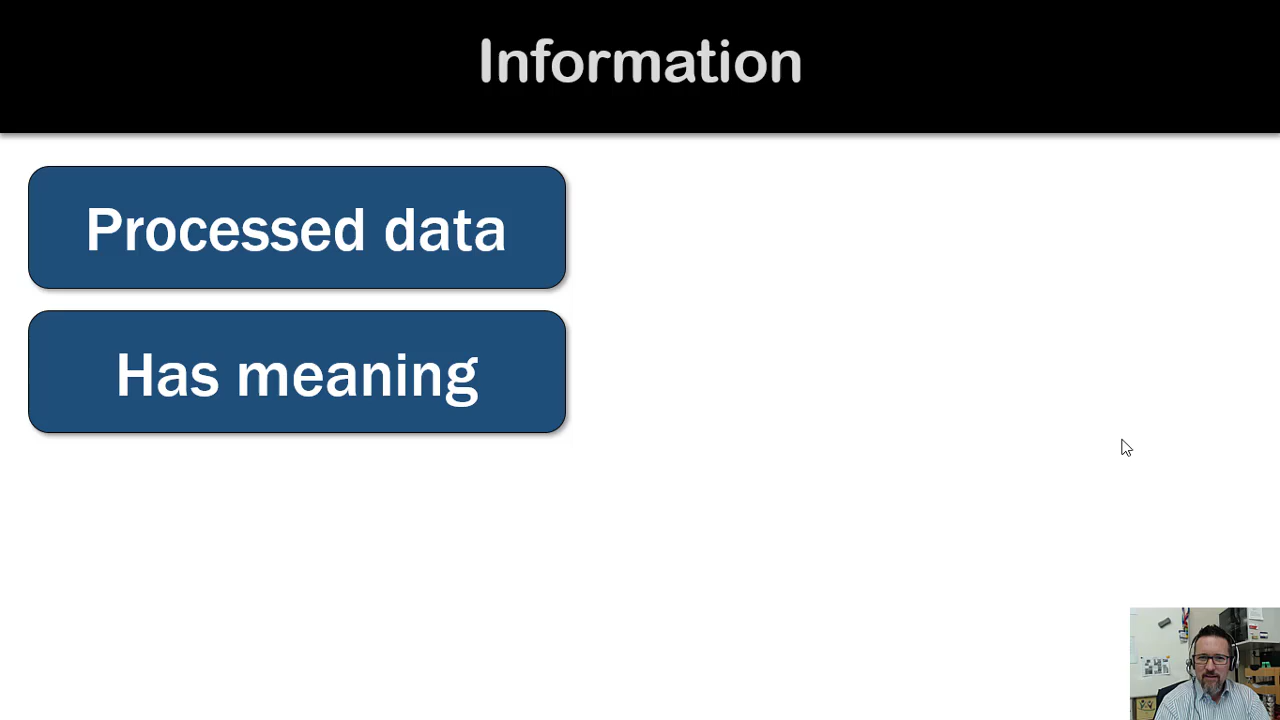 Information
Processed data
Has meaning